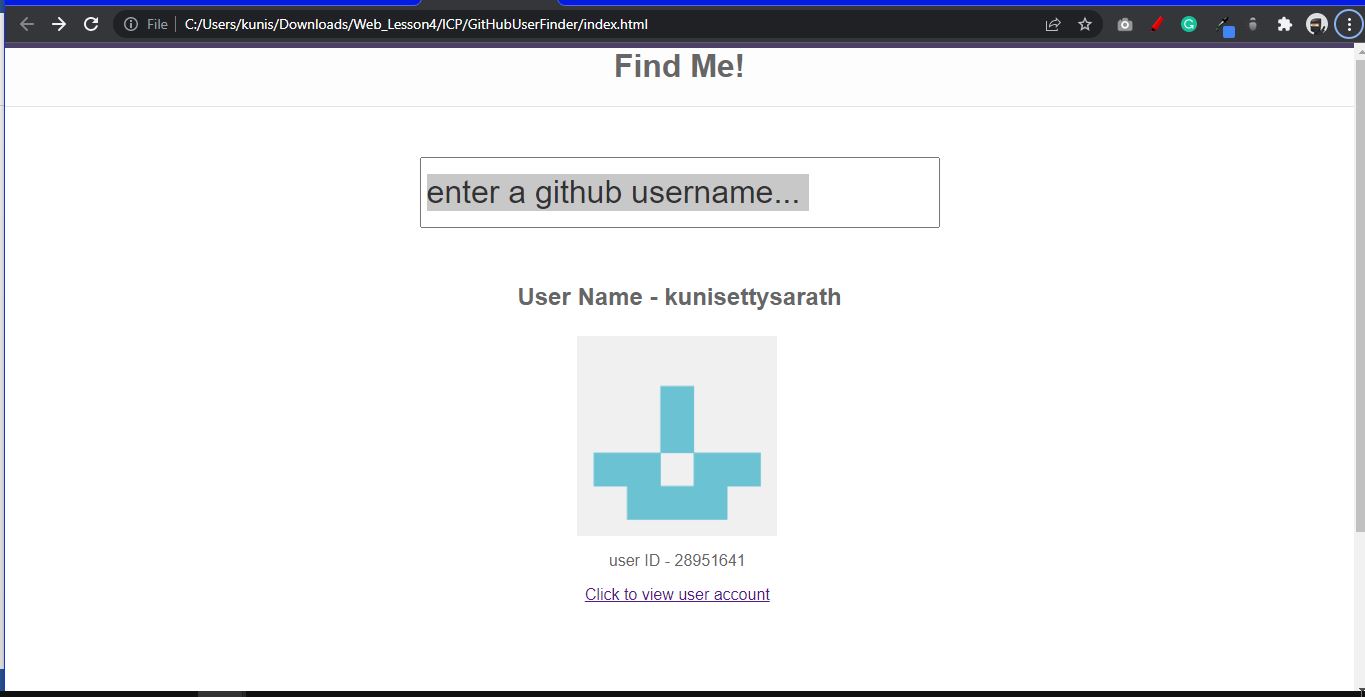 File
C:/Users/kunis/Downloads/Web_Lesson4/ICP/GitHubUserFinder/index.html
Find Me!
enter a github username...
User Name - kunisettysarath
user ID - 28951641
Click to view user account